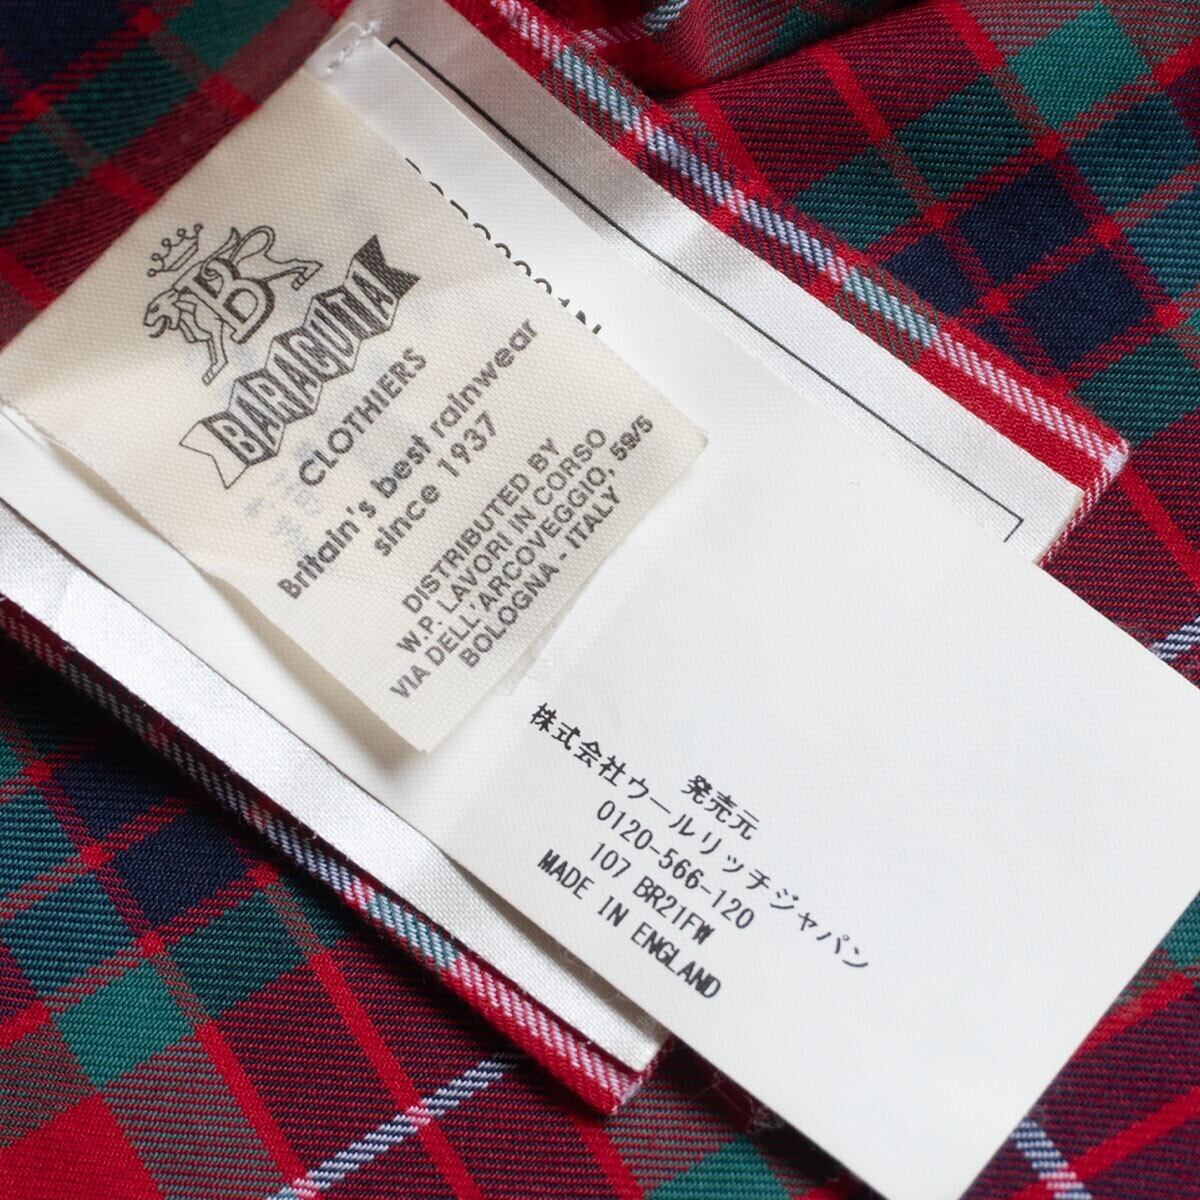 B
BARACUTA
CLOTHIERS
Britain's best rainwear
since 1937
DISTRIBUTED BY
W.P. LAVORI IN CORSO
VIA DELL'ARCOVEGGIO, 59/5
BOLOGNA - ITALY
発売元
株式会社ウールリッチジャパン
0120-566-120
107 BR21FW
MADE IN ENGLAND